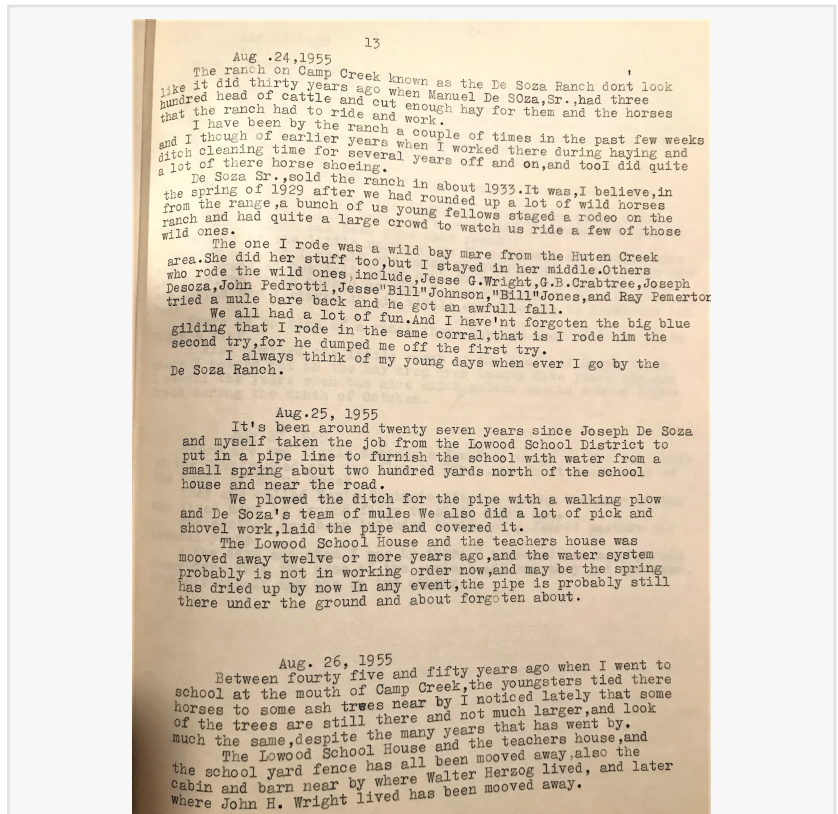 13
Aug .24,1955
The ranch on Camp Creek known as the De Soza Ranch dont look
like it did thirty years ago when Manuel De SOza,Sr.,had three
hundred head of cattle and cut enough hay for them and the horses
that the ranch had to ride and work.
I have been by the ranch a couple of times in the past few weeks
and I though of earlier years when I worked there during haying and
ditch cleaning time for several years off and on,and tooI did quite
a lot of there horse shoeing.
De Soza Sr.,sold the ranch in about 1933.It was,I believe,in
the spring of 1929 after we had rounded up a lot of wild horses
from the range,a bunch of us young fellows staged a rodeo on the
ranch and had quite a large crowd to watch us ride a few of those
wild ones.
The one I rode was a wild bay mare from the Huten Creek
area.She did her stuff too,but I stayed in her middle.Others
who rode the wild ones,include,Jesse G.Wright,G.B.Crabtree,Joseph
Desoza,John Pedrotti,Jesse"Bill"Johnson,"Bill"Jones,and Ray Pemerton
tried a mule bare back and he got an awfull fall.
We all had a lot of fun.And I have'nt forgoten the big blue
gilding that I rode in the same corral,that is I rode him the
second try,for he dumped me off the first try.
I always think of my young days when ever I go by the
De Soza Ranch.
Aug.25, 1955
It's been around twenty seven years since Joseph De Soza
and myself taken the job from the Lowood School District to
put in a pipe line to furnish the school with water from a
small spring about two hundred yards north of the school
house and near the road.
We plowed the ditch for the pipe with a walking plow
and De Soza's team of mules We also did a lot of pick and
shovel work,laid the pipe and covered it.
The Lowood School House and the teachers house was
mooved away twelve or more years ago,and the water system
probably is not in working order now,and may be the spring
has dried up by now In any event,the pipe is probably still
there under the ground and about forgoten about.
Aug. 26, 1955
Between fourty five and fifty years ago when I went to
school at the mouth of Camp Creek,the youngsters tied there
horses to some ash trees near by I noticed lately that some
of the trees are still there and not much larger,and look
much the same,despite the many years that has went by.
The Lowood School House and the teachers house,and
the school yard fence has all been mooved away,also the
cabin and barn near by where Walter Herzog lived, and later
where John H. Wright lived has been mooved away.